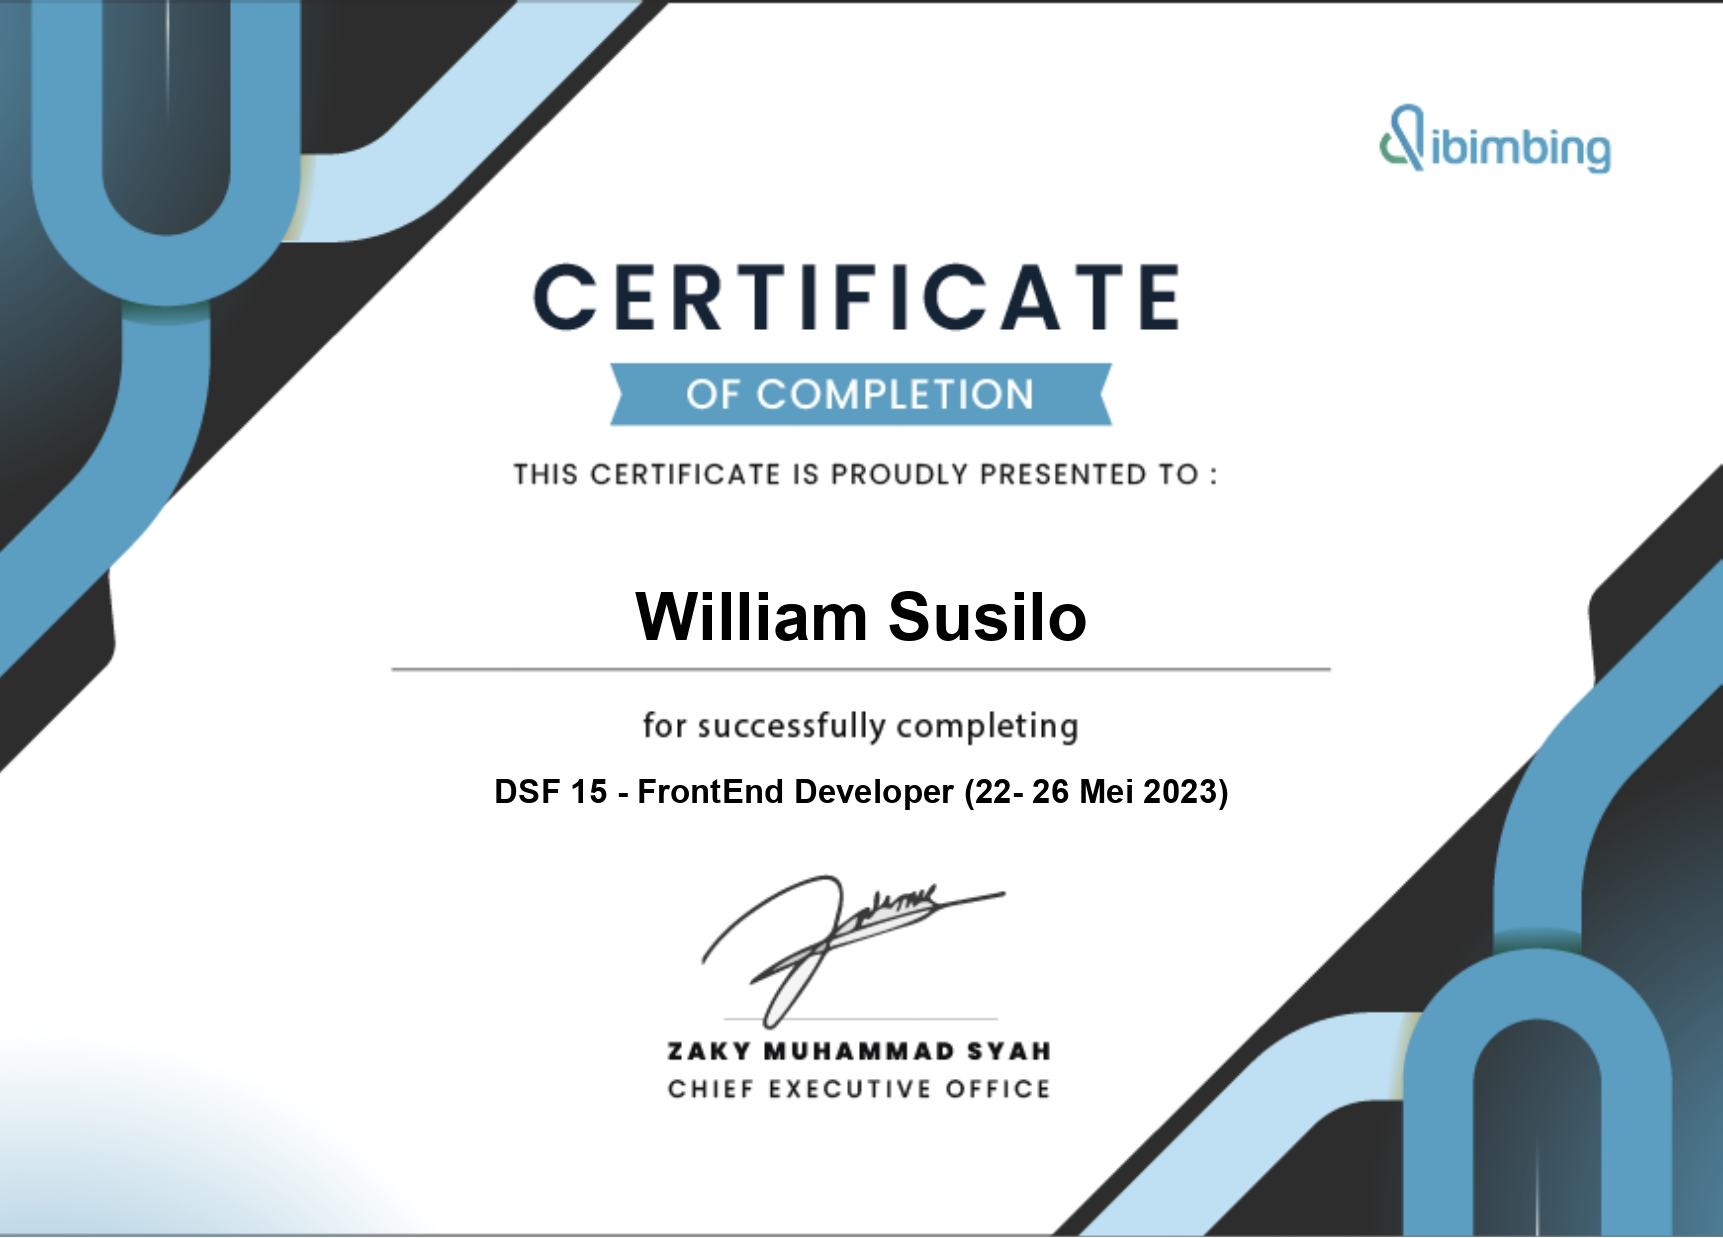 ibimbing
CERTIFICATE
OF COMPLETION
THIS CERTIFICATE IS PROUDLY PRESENTED TO :
William Susilo
for successfully completing
DSF 15 - FrontEnd Developer (22- 26 Mei 2023)
ZAKY MUHAMMAD SYAH
CHIEF EXECUTIVE OFFICE